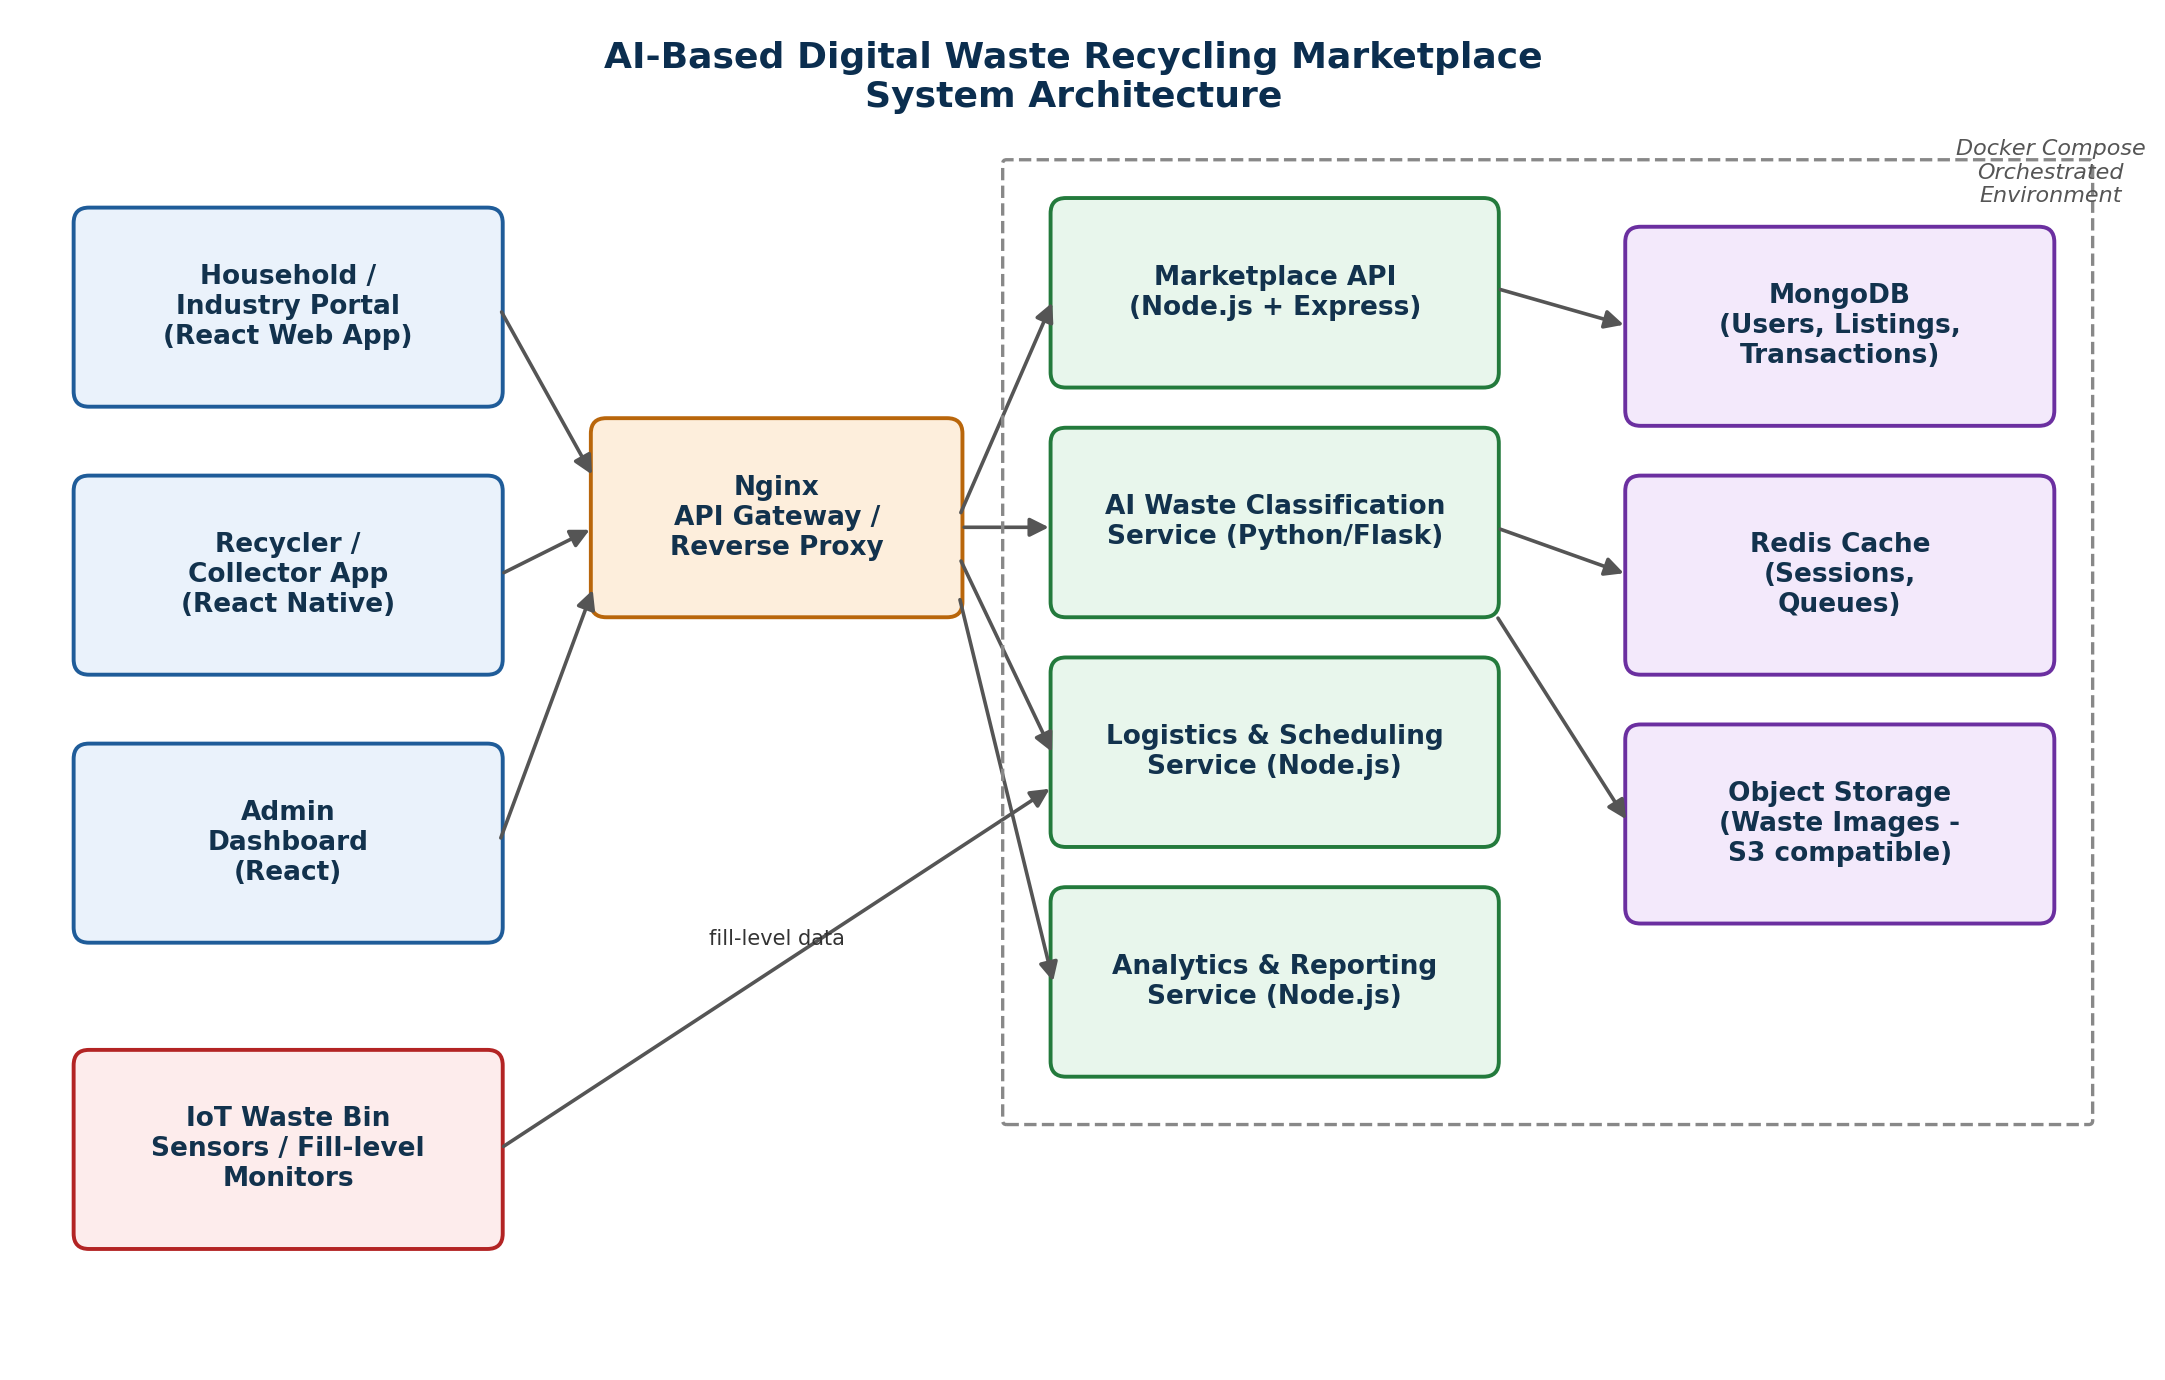 AI-Based Digital Waste Recycling Marketplace
System Architecture
Docker Compose
Orchestrated
Environment
Household /
Industry Portal
(React Web App)
Recycler /
Collector App
(React Native)
Admin
Dashboard
(React)
IoT Waste Bin
Sensors / Fill-level
Monitors
fill-level data
Nginx
API Gateway /
Reverse Proxy
Marketplace API
(Node.js + Express)
AI Waste Classification
Service (Python/Flask)
Logistics & Scheduling
Service (Node.js)
Analytics & Reporting
Service (Node.js)
MongoDB
(Users, Listings,
Transactions)
Redis Cache
(Sessions,
Queues)
Object Storage
(Waste Images -
S3 compatible)